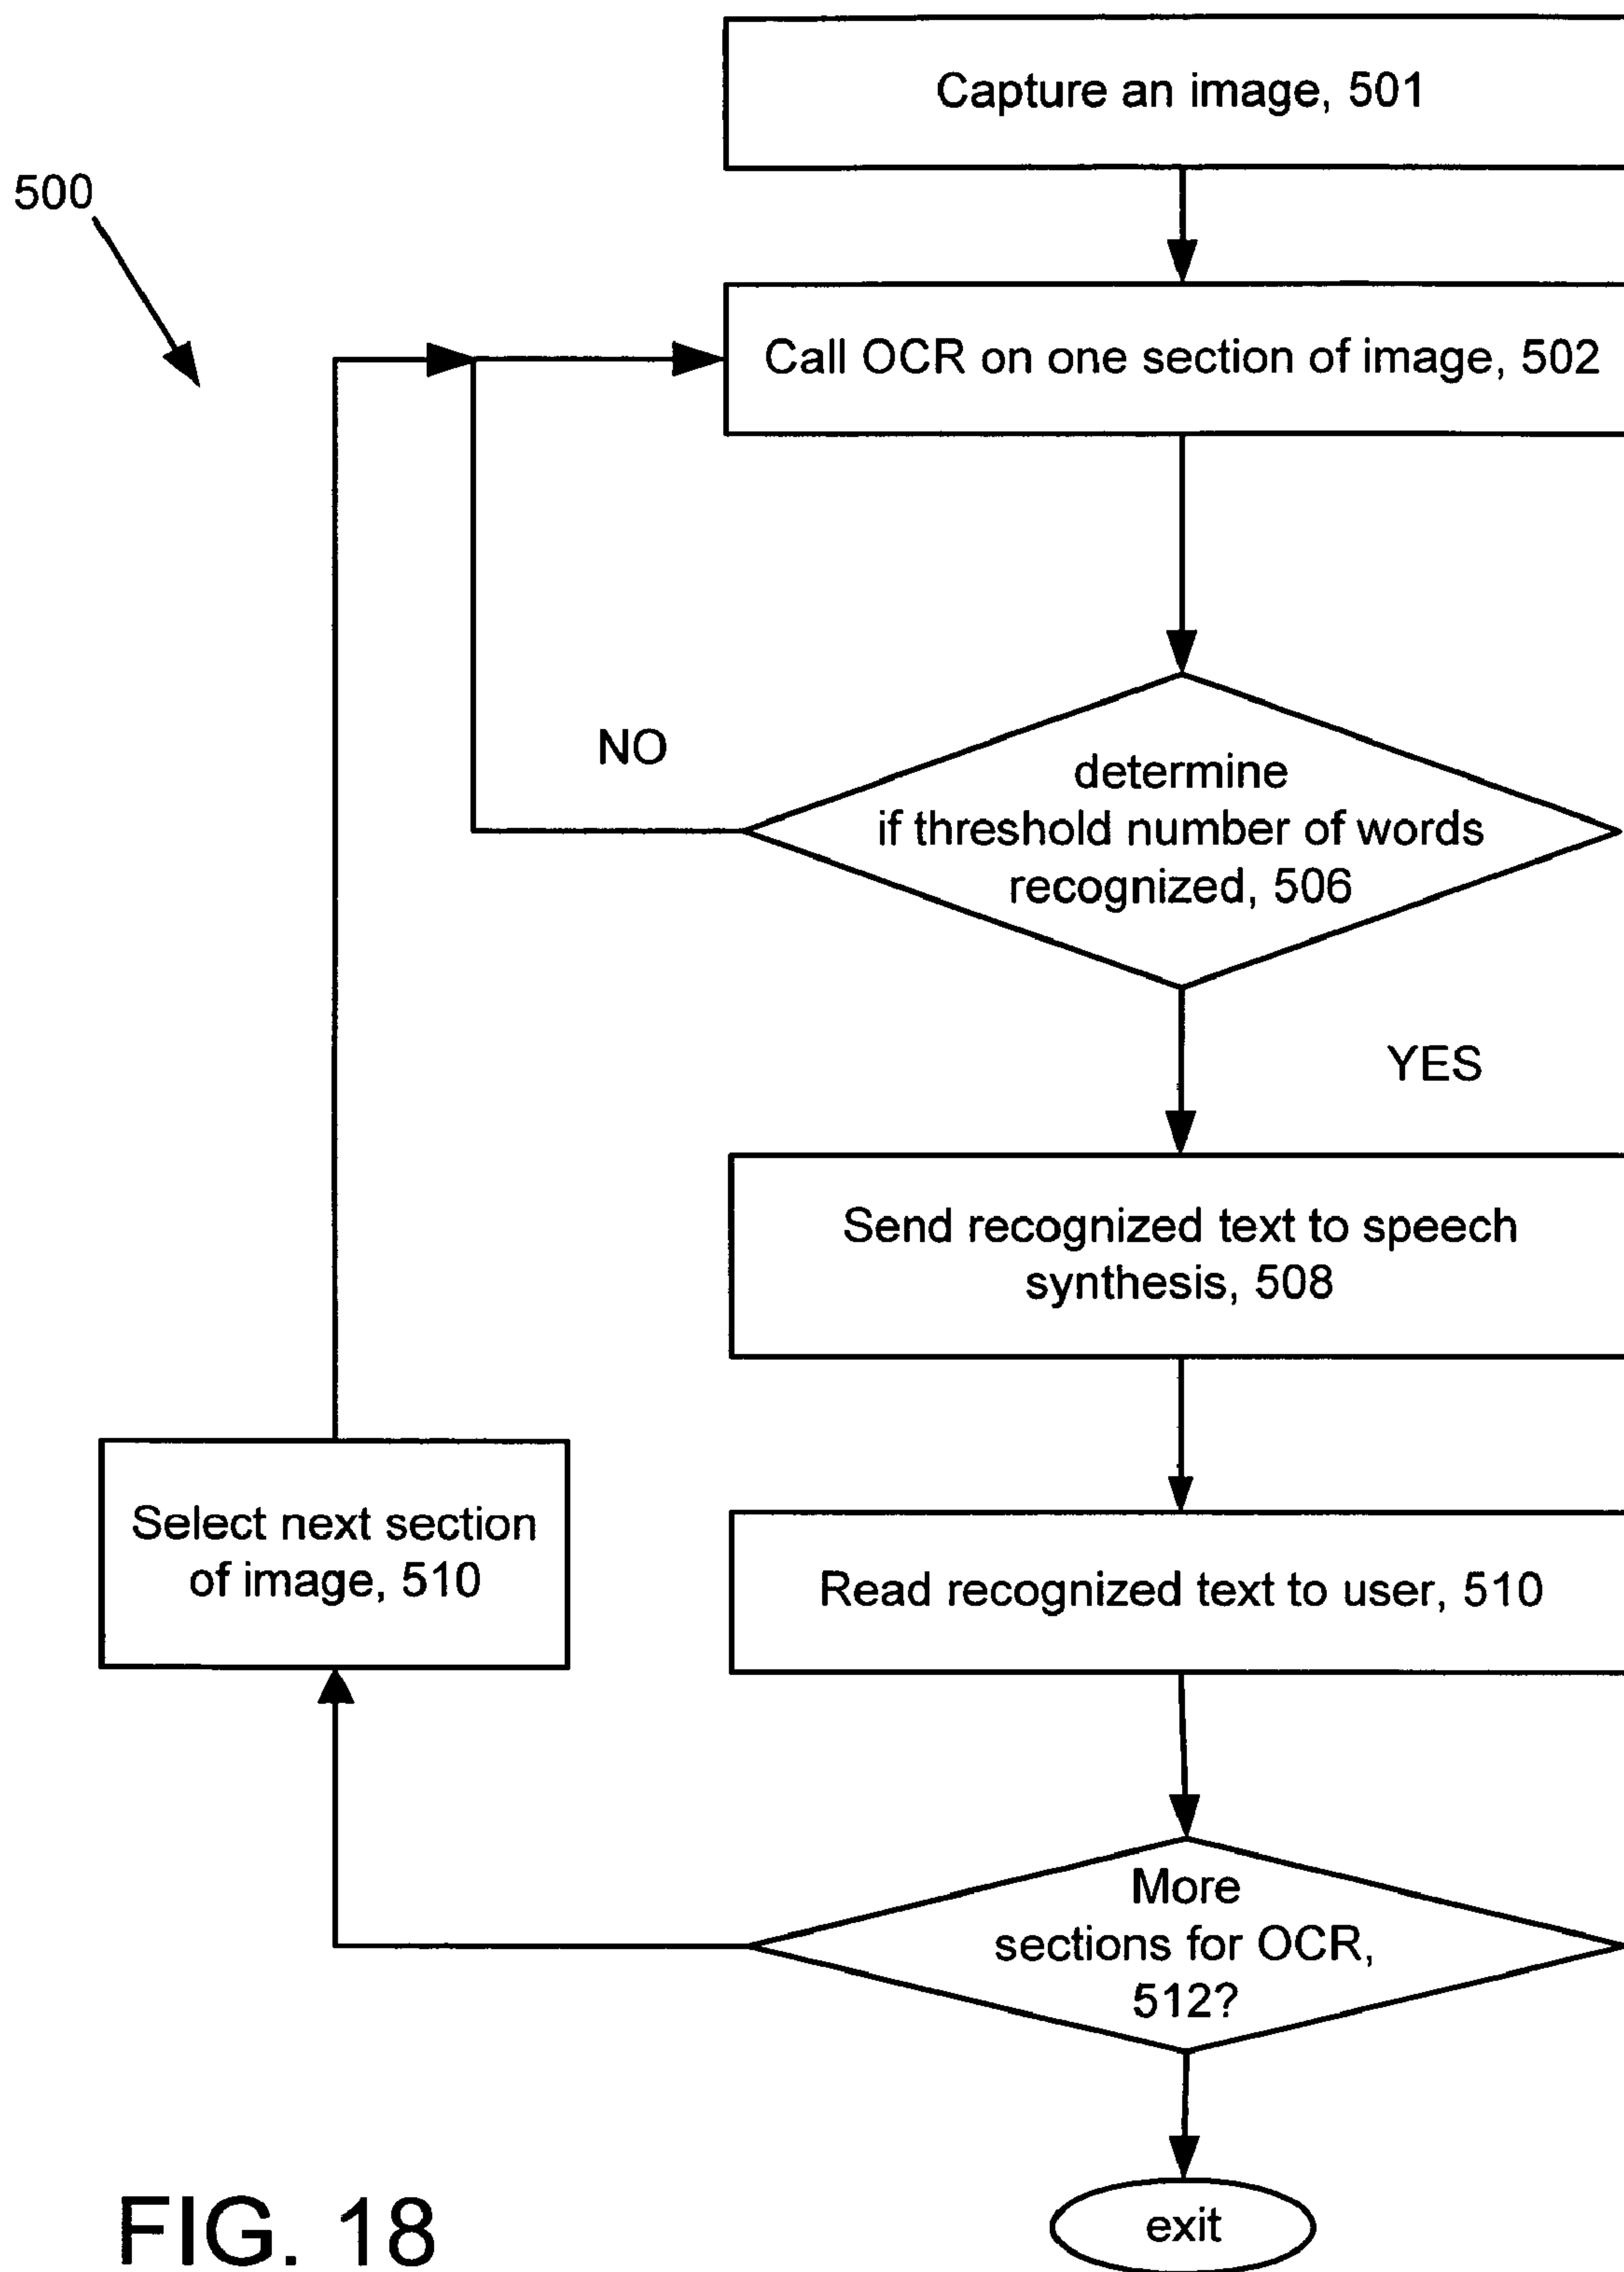 Capture an image, 501
500
Call OCR on one section of image, 502
NO
determine
if threshold number of words
recognized, 506
YES
Send recognized text to speech
synthesis, 508
Select next section
of image, 510
Read recognized text to user, 510
More
sections for OCR,
512?
exit
FIG. 18